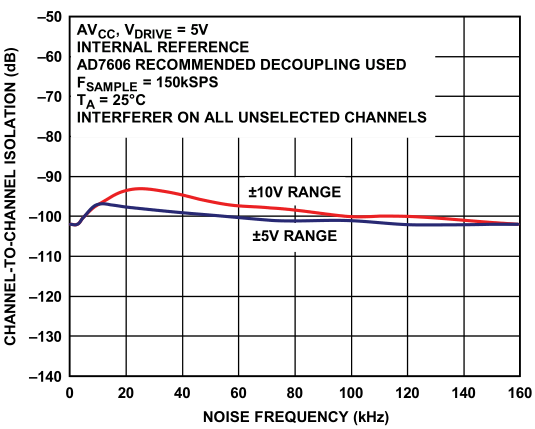 –50
–60
–70
–80
–90
–100
–110
–120
–130
–140
CHANNEL-TO-CHANNEL ISOLATION (dB)
AVCC, VDRIVE = 5V
INTERNAL REFERENCE
AD7606 RECOMMENDED DECOUPLING USED
FSAMPLE = 150kSPS
TA = 25°C
INTERFERER ON ALL UNSELECTED CHANNELS
±10V RANGE
±5V RANGE
0 20 40 60 80 100 120 140 160
NOISE FREQUENCY (kHz)